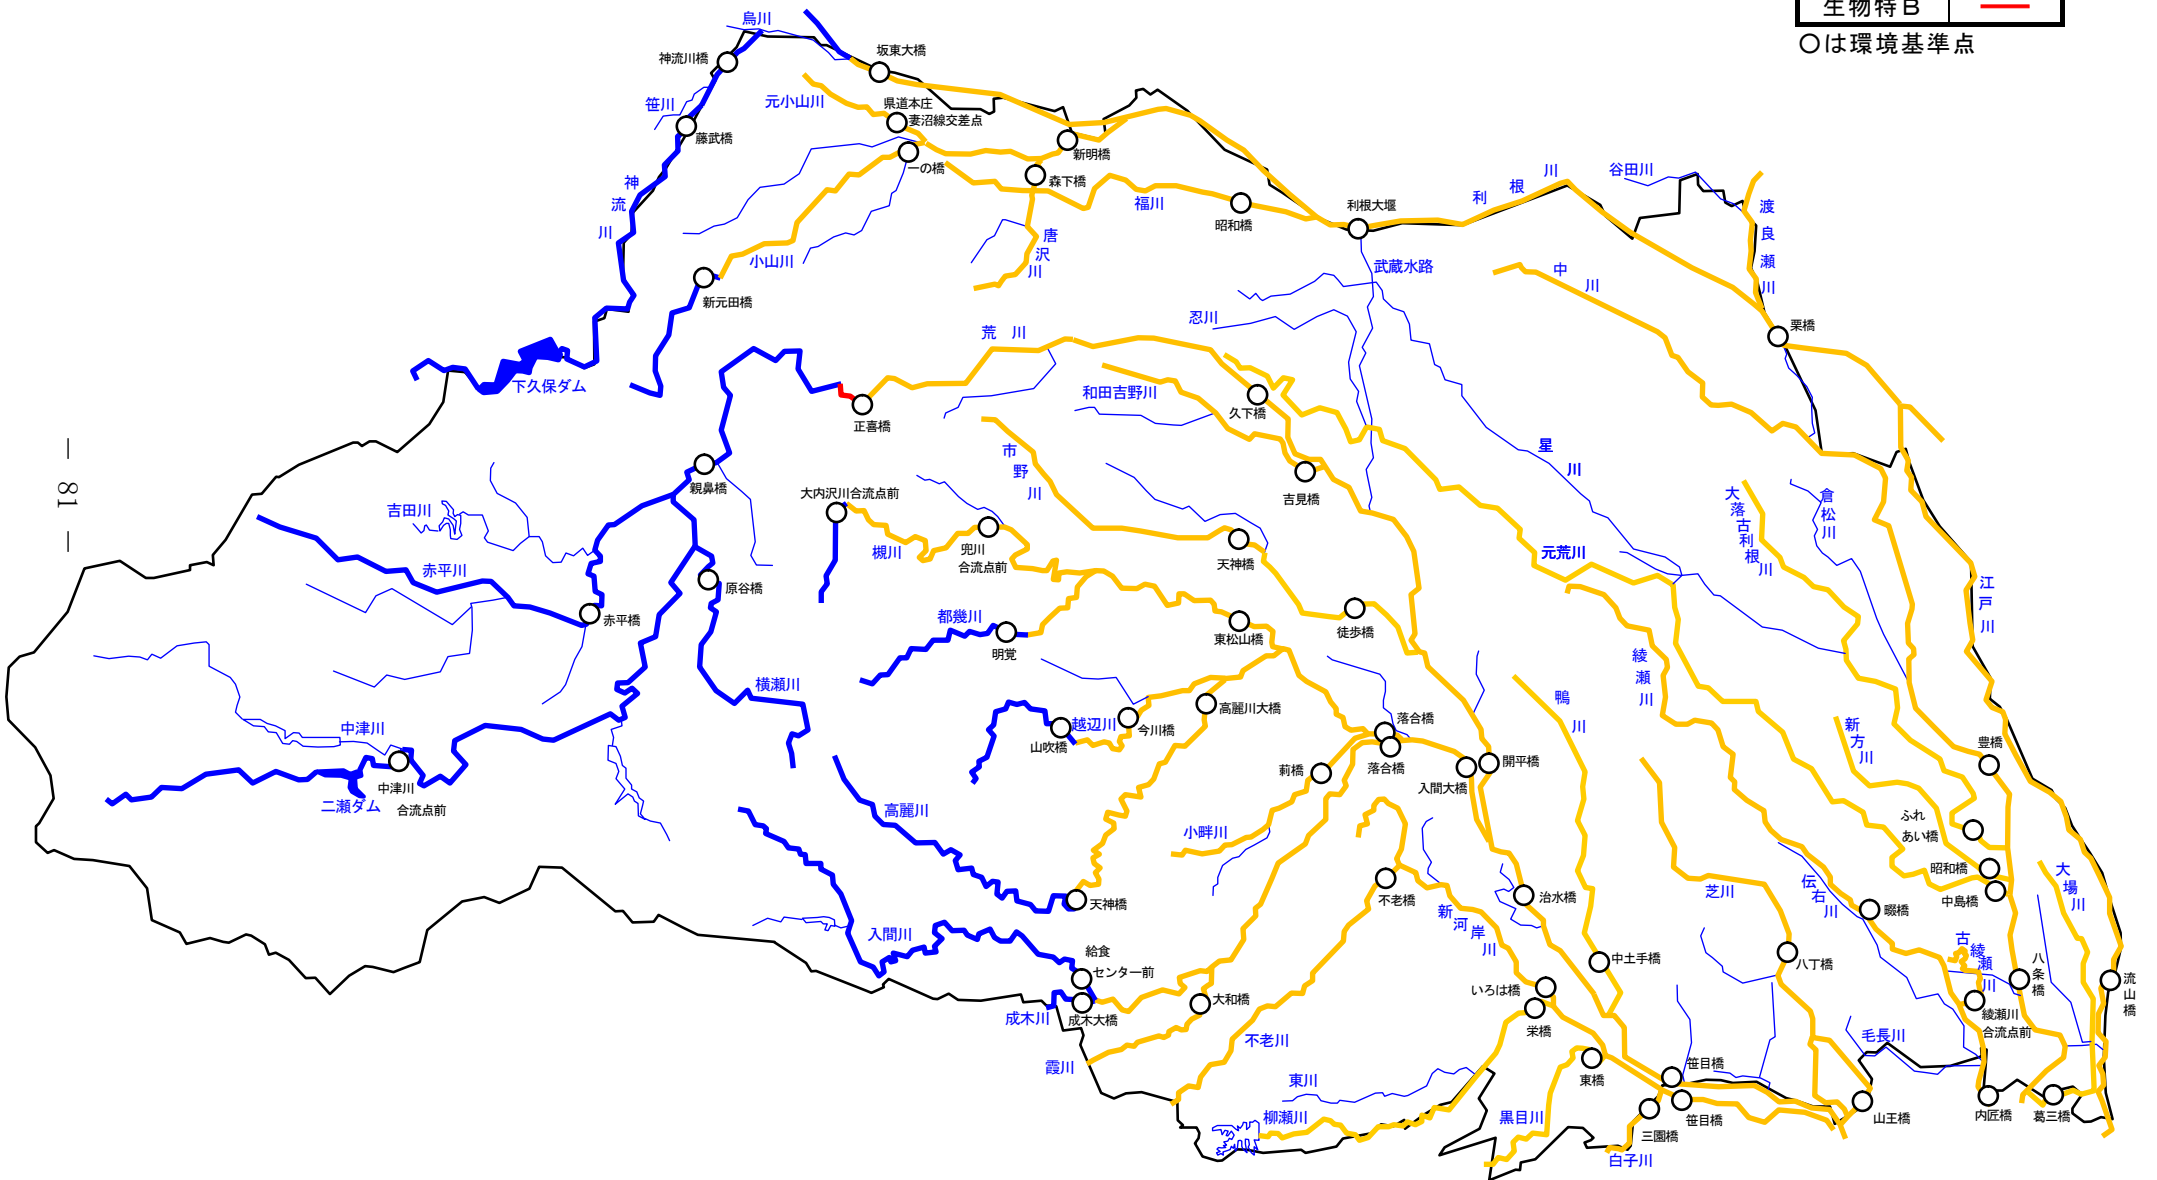 生物特B
〇は環境基準点
烏川
神流川橋
坂東大橋
笹川
元小山川
県道本庄
妻沼線交差点
藤武橋
一の橋
新明橋
森下橋
神流川
福川
昭和橋
利根大堰
利根川
谷田川
渡良瀬川
唐沢川
小山川
新元田橋
武蔵水路
中川
忍川
栗橋
荒川
下久保ダム
和田吉野川
久下橋
正喜橋
市野川
星川
吉見橋
親鼻橋
大内沢川合流点前
吉田川
槻川
兜川
合流点前
天神橋
元荒川
大落古利根川
倉松川
江戸川
赤平川
原谷橋
赤平橋
都幾川
明覚
東松山橋
徒歩橋
綾瀬川
横瀬川
鴨川
高麗川大橋
越辺川
今川橋
山吹橋
落合橋
落合橋
新方川
豊橋
中津川
中津川
合流点前
二瀬ダム
前橋
入間大橋
開平橋
高麗川
小畔川
ふれ
あい橋
昭和橋
中島橋
大場川
天神橋
不老橋
治水橋
芝川
伝右川
畷橋
入間川
給食
センター前
新河岸川
中土手橋
八丁橋
古綾瀬川
八条橋
流山橋
いろは橋
大和橋
成木川
成木大橋
栄橋
綾瀬川
合流点前
毛長川
不老川
霞川
東川
東橋
笹目橋
柳瀬川
黒目川
笹目橋
三園橋
山王橋
内匠橋
葛三橋
白子川
― 81 ―